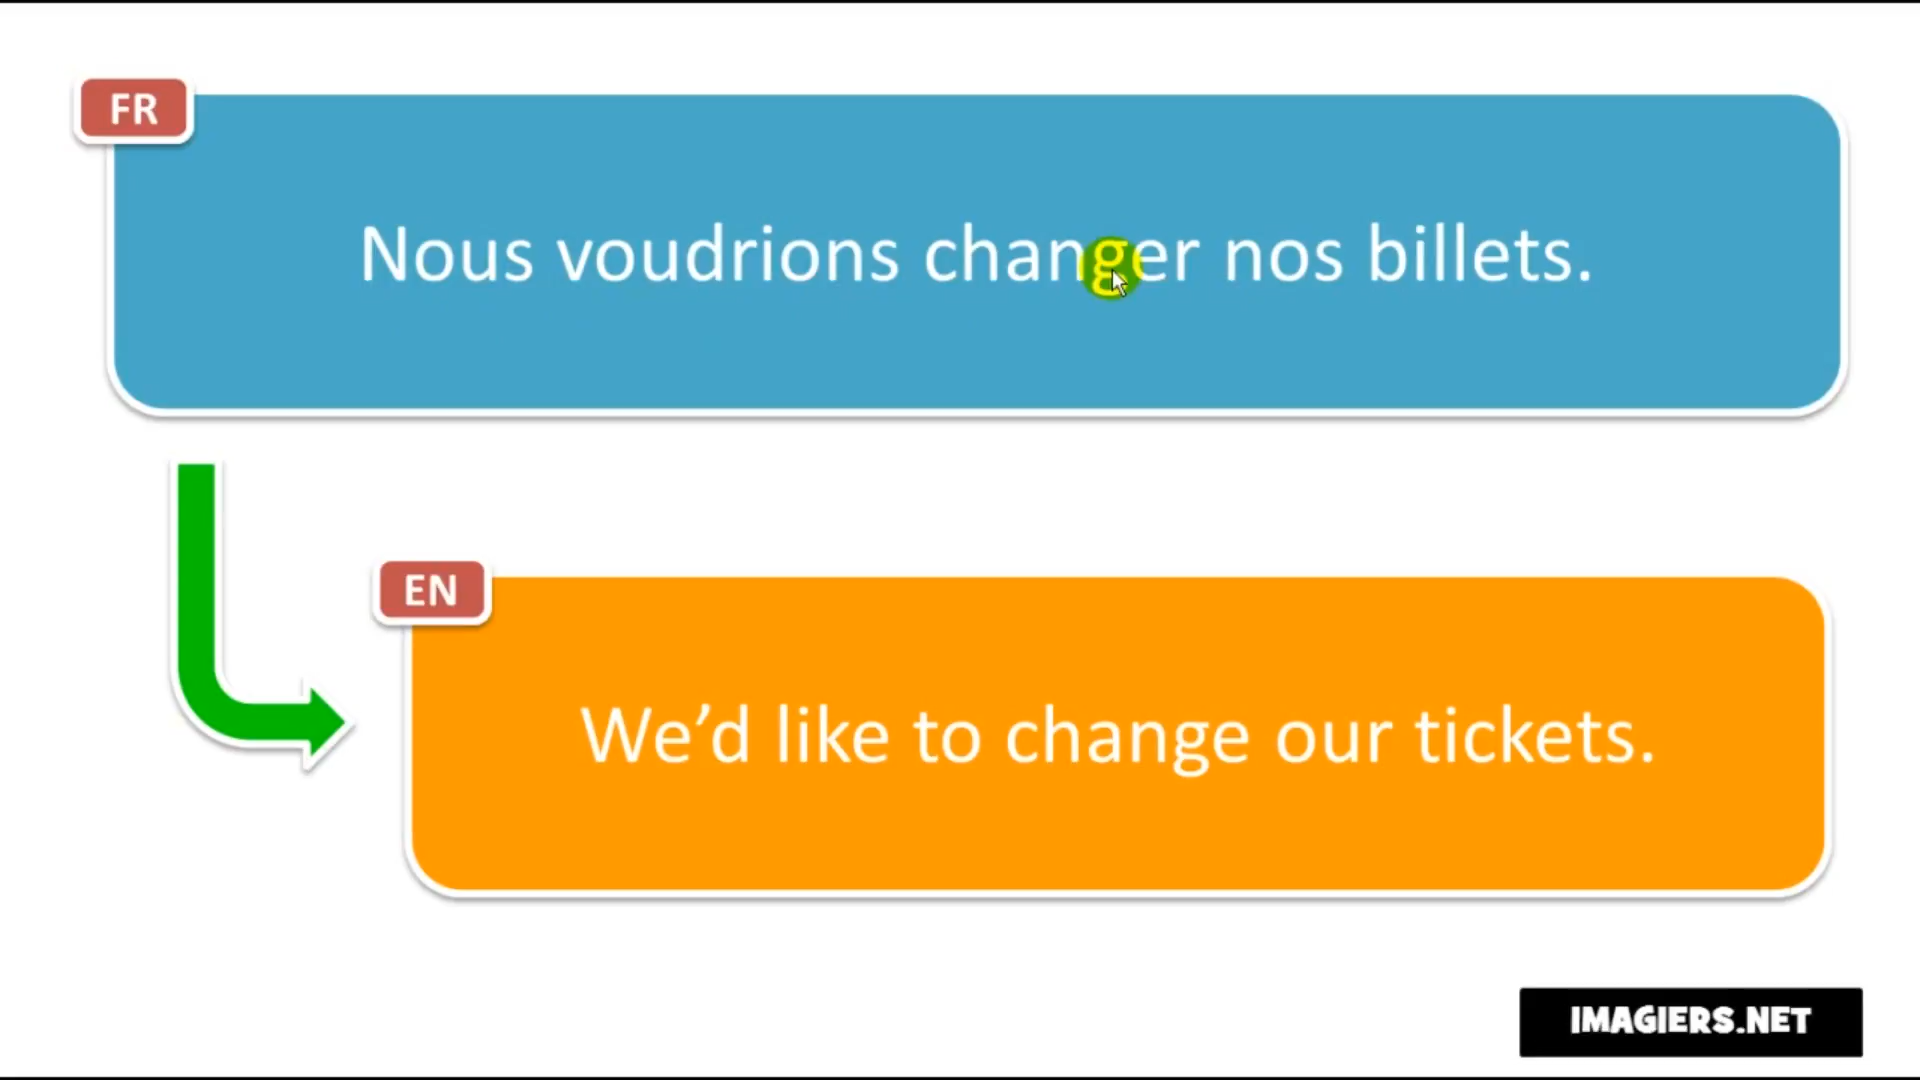 FR
Nous voudrions changer nos billets.
EN
We’d like to change our tickets.
IMAGIERS.NET